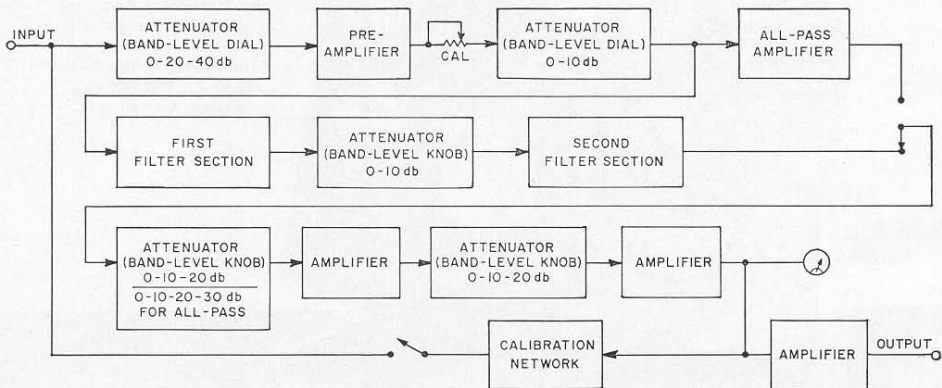 INPUT
ATTENUATOR
(BAND-LEVEL DIAL)
0-20-40 db
PRE-
AMPLIFIER
CAL
ATTENUATOR
(BAND-LEVEL DIAL)
0-10 db
ALL-PASS
AMPLIFIER
FIRST
FILTER SECTION
ATTENUATOR
(BAND-LEVEL KNOB)
0-10 db
SECOND
FILTER SECTION
ATTENUATOR
(BAND-LEVEL KNOB)
0-10-20 db
0-10-20-30 db
FOR ALL-PASS
AMPLIFIER
ATTENUATOR
(BAND-LEVEL KNOB)
0-10-20 db
AMPLIFIER
CALIBRATION
NETWORK
AMPLIFIER
OUTPUT